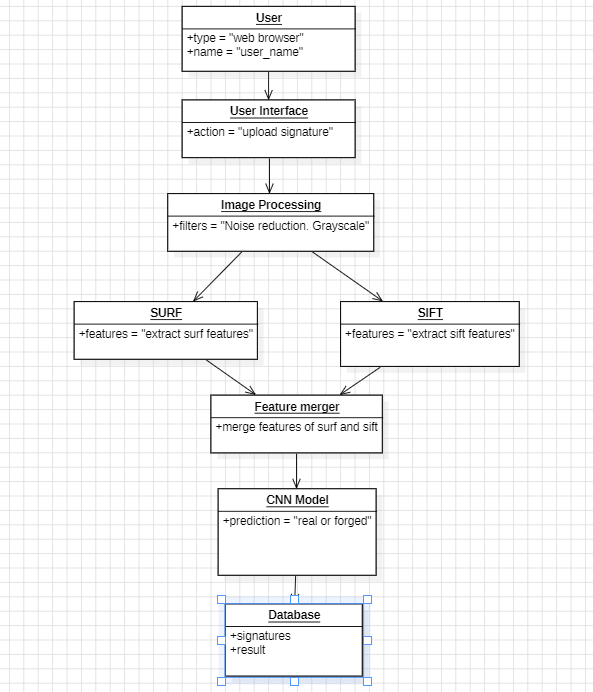 User
+type = "web browser"
+name = "user_name"
User Interface
+action = "upload signature"
Image Processing
+filters = "Noise reduction. Grayscale"
SURF
+features = "extract surf features"
SIFT
+features = "extract sift features"
Feature merger
+merge features of surf and sift
CNN Model
+prediction = "real or forged"
Database
+signatures
+result